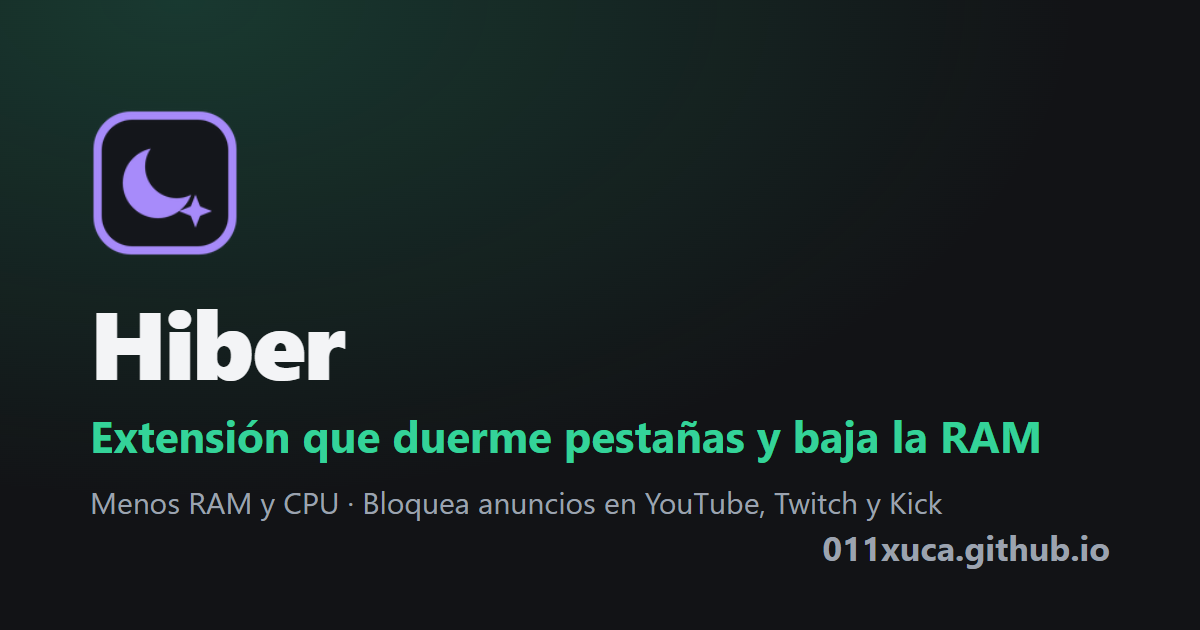 Hiber
Extensión que duerme pestañas y baja la RAM
Menos RAM y CPU · Bloquea anuncios en YouTube, Twitch y Kick
011xuca.github.io